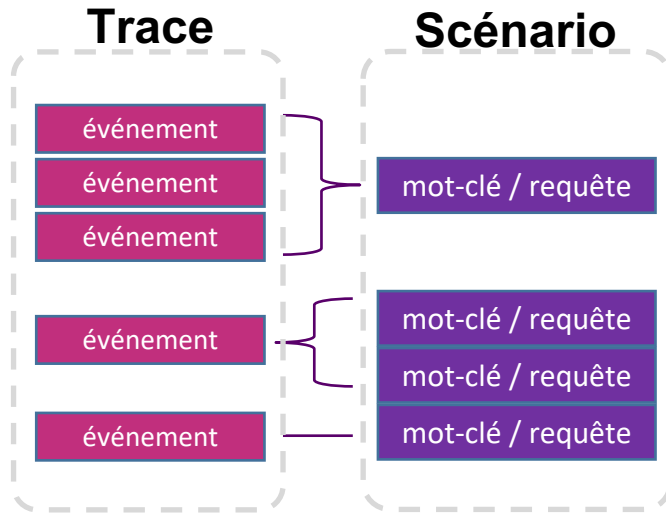 Trace
Scénario
événement
événement
événement
événement
événement
mot-clé / requête
mot-clé / requête
mot-clé / requête
mot-clé / requête